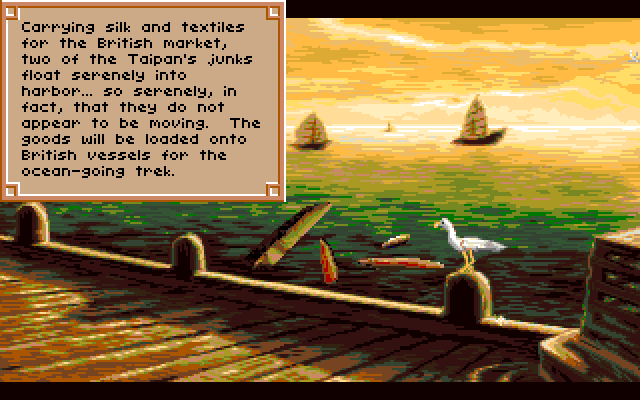 Carrying silk and textiles
for the British market,
two of the Taipan's junks
float serenely into
harbor... so serenely, in
fact, that they do not
appear to be moving.  The
goods will be loaded onto
British vessels for the
ocean-going trek.